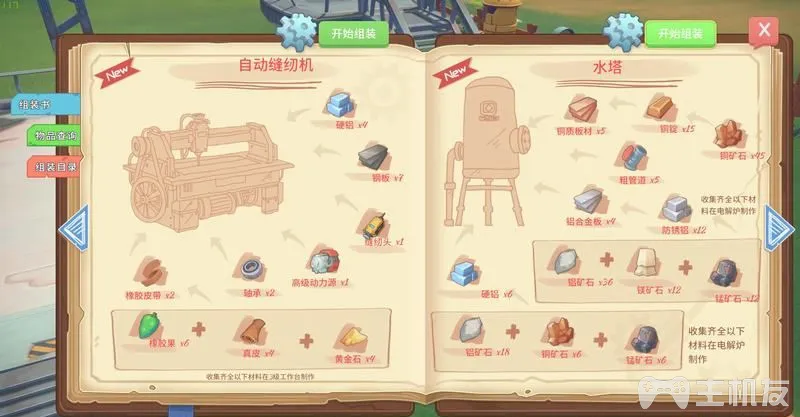 开始组装
开始组装
组装书
物品查询
组装目录
New
自动缝纫机
硬铝 x4
钢板 x7
缝纫头 x1
高级动力源 x1
轴承 x2
橡胶皮带 x2
橡胶果 x6
真皮 x4
黄金石 x4
收集齐全以下材料在3级工作台制作
New
水塔
铜质板材 x5
铜锭 x15
铜矿石 x45
粗管道 x5
铝合金板 x4
防锈铝 x12
收集齐全以下材
料在电解炉制作
铝矿石 x36
镁矿石 x12
锰矿石 x12
硬铝 x6
铝矿石 x18
铜矿石 x6
锰矿石 x6
收集齐全以下
材料在电解炉
制作
主机友